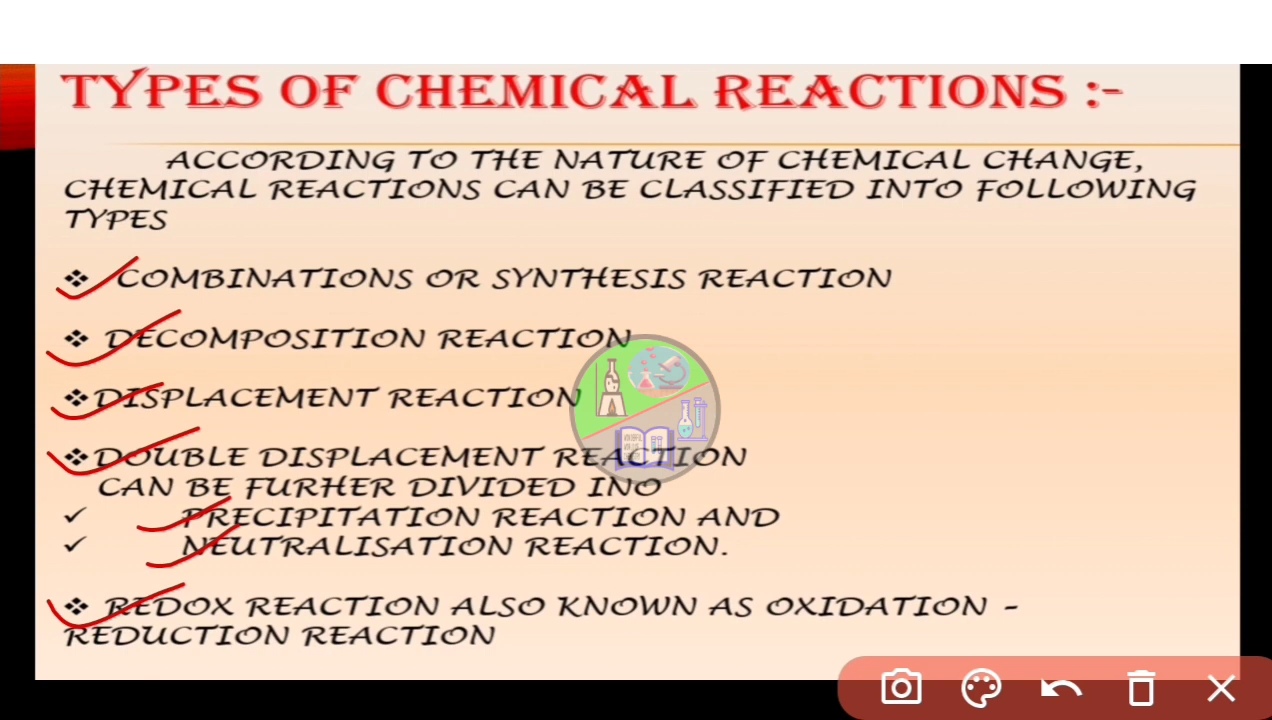 TYPES OF CHEMICAL REACTIONS :-
ACCORDING TO THE NATURE OF CHEMICAL CHANGE,
CHEMICAL REACTIONS CAN BE CLASSIFIED INTO FOLLOWING
TYPES
❖ COMBINATIONS OR SYNTHESIS REACTION
❖ DECOMPOSITION REACTION
❖ DISPLACEMENT REACTION
❖ DOUBLE DISPLACEMENT REACTION
CAN BE FURHER DIVIDED INO
✓ PRECIPITATION REACTION AND
✓ NEUTRALISATION REACTION.
❖ REDOX REACTION ALSO KNOWN AS OXIDATION –
REDUCTION REACTION